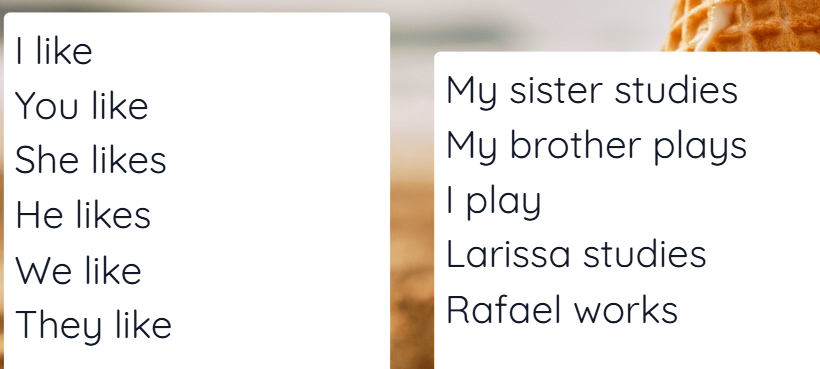 I like
You like
She likes
He likes
We like
They like
My sister studies
My brother plays
I play
Larissa studies
Rafael works